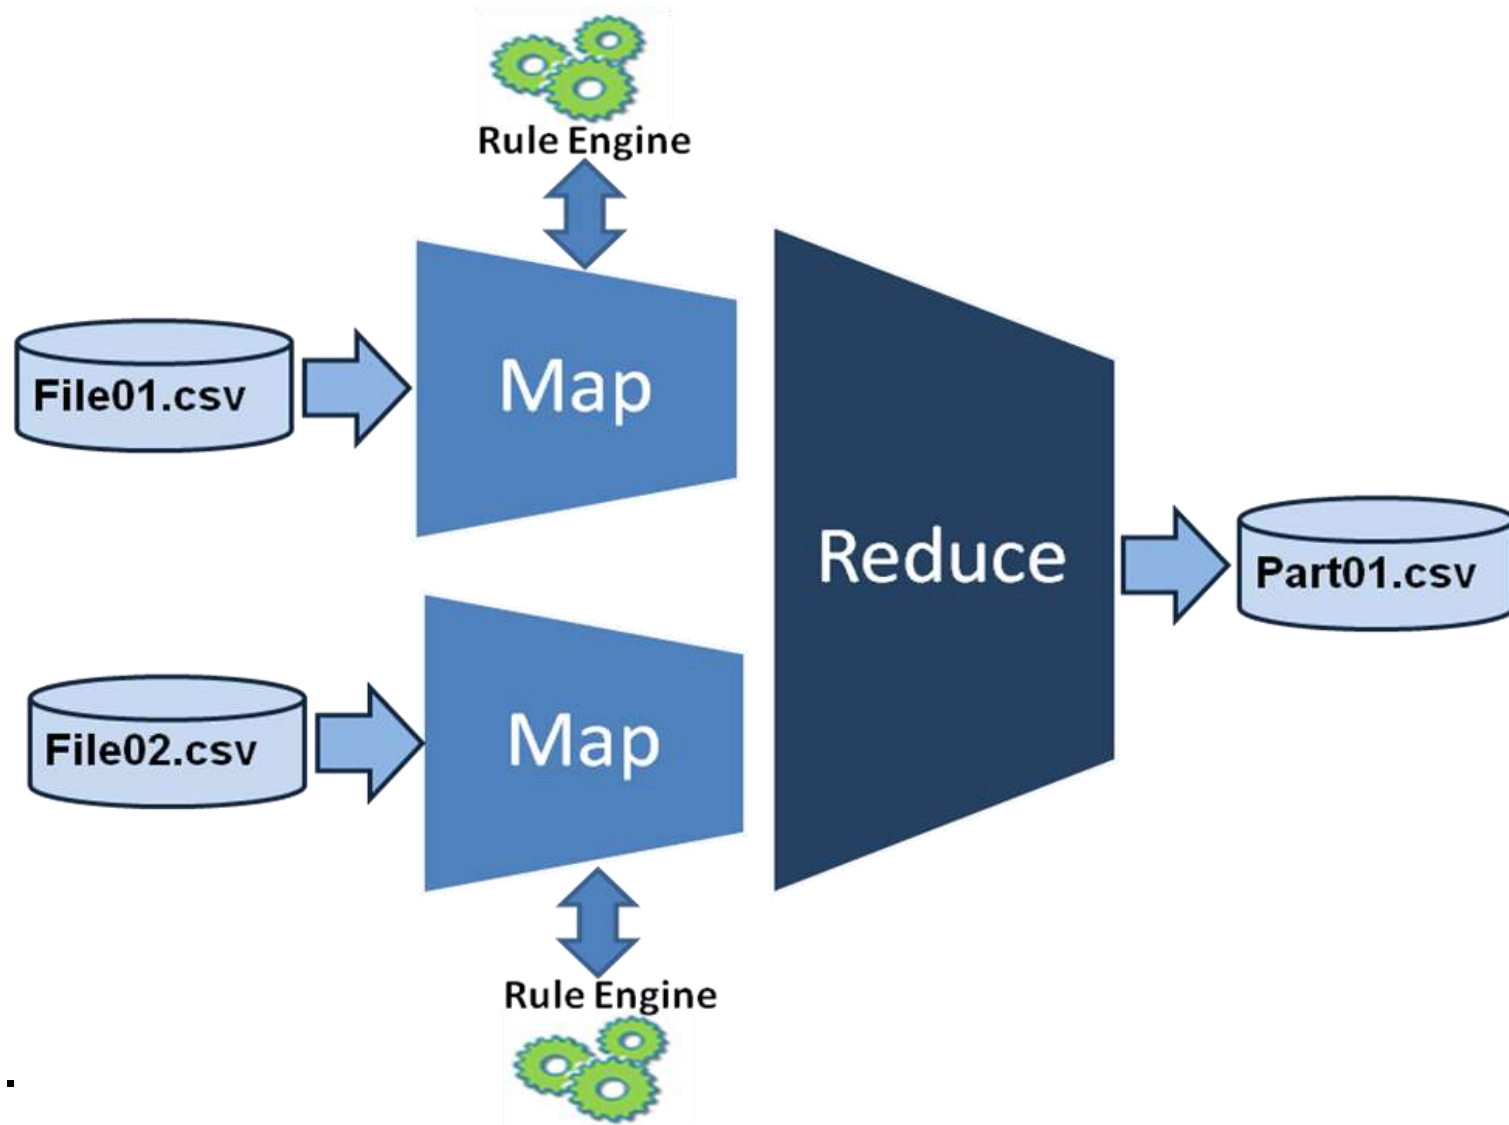 Rule Engine
Map
File01.csv
Reduce
Part01.csv
Map
File02.csv
Rule Engine